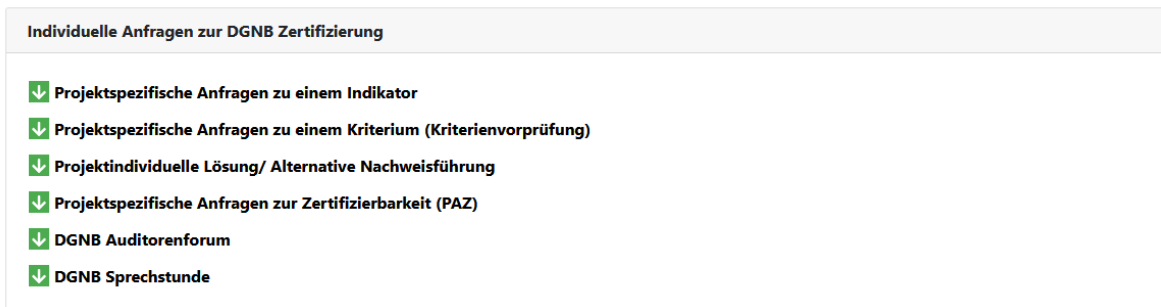 Individuelle Anfragen zur DGNB Zertifizierung
Projektspezifische Anfragen zu einem Indikator
Projektspezifische Anfragen zu einem Kriterium (Kriterienvorprüfung)
Projektindividuelle Lösung/ Alternative Nachweisführung
Projektspezifische Anfragen zur Zertifizierbarkeit (PAZ)
DGNB Auditorenforum
DGNB Sprechstunde